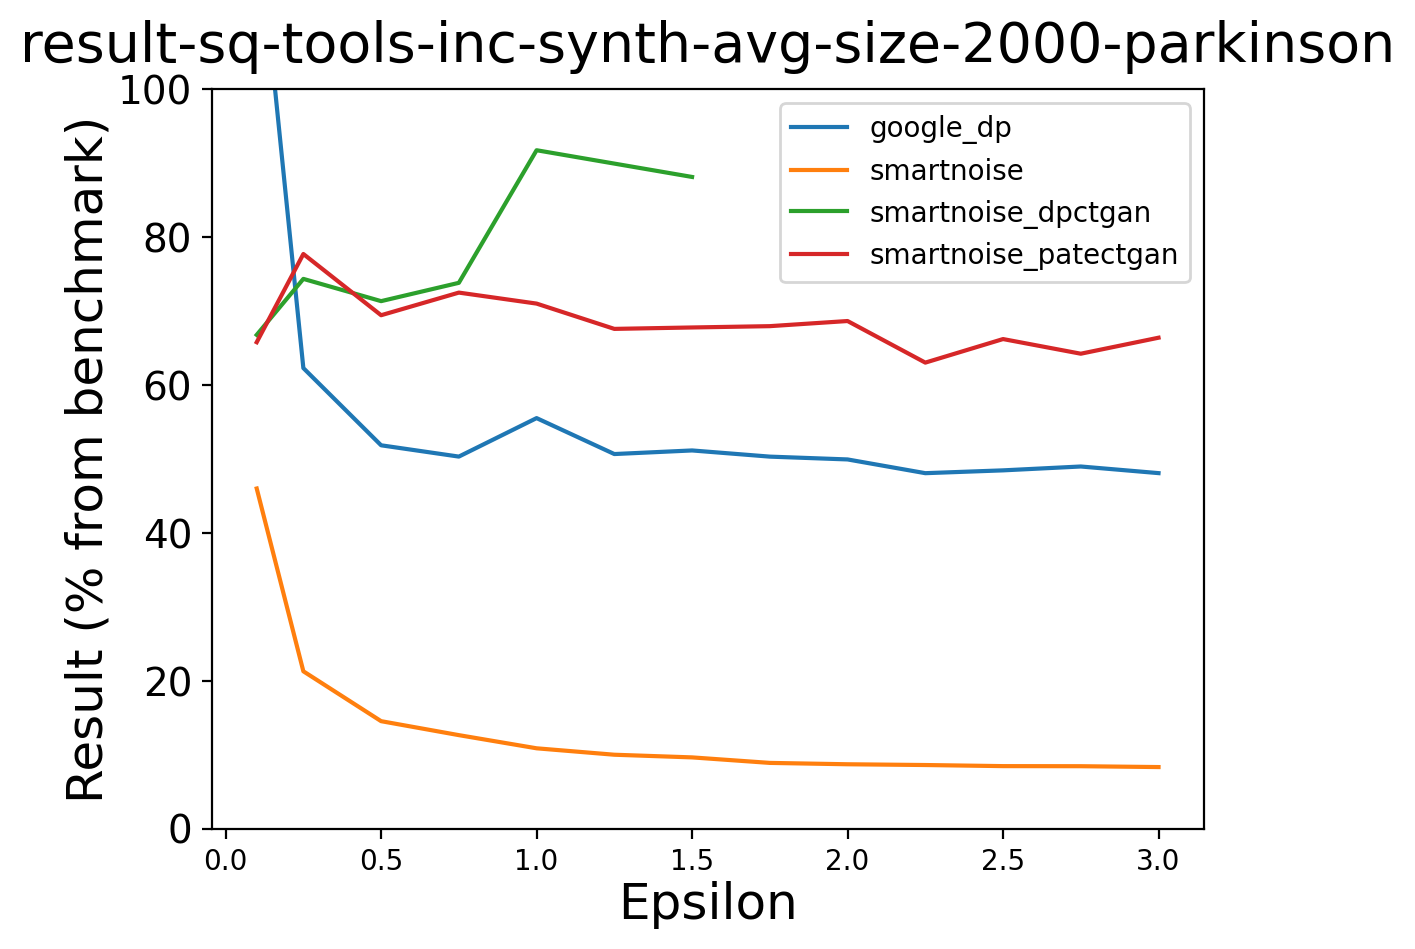 result-sq-tools-inc-synth-avg-size-2000-parkinson
Result (% from benchmark)
100
80
60
40
20
0
google_dp
smartnoise
smartnoise_dpctgan
smartnoise_patectgan
0.0 0.5 1.0 1.5 2.0 2.5 3.0
Epsilon